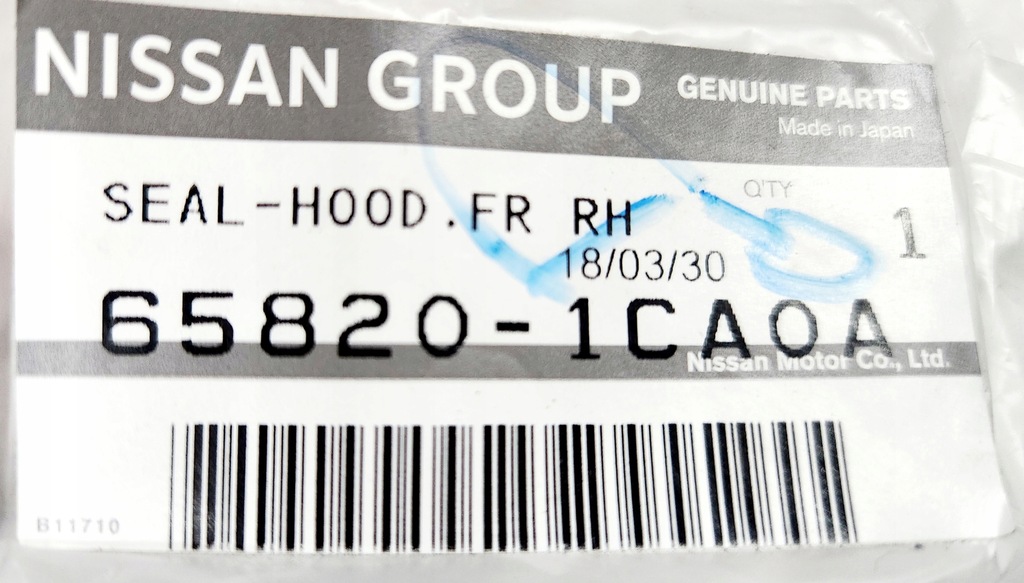 NISSAN GROUP GENUINE PARTS
Made in Japan
SEAL-HOOD.FR RH
Q'TY
1
18/03/30
65820-1CA0A
Nissan Motor Co., Ltd.
B11710